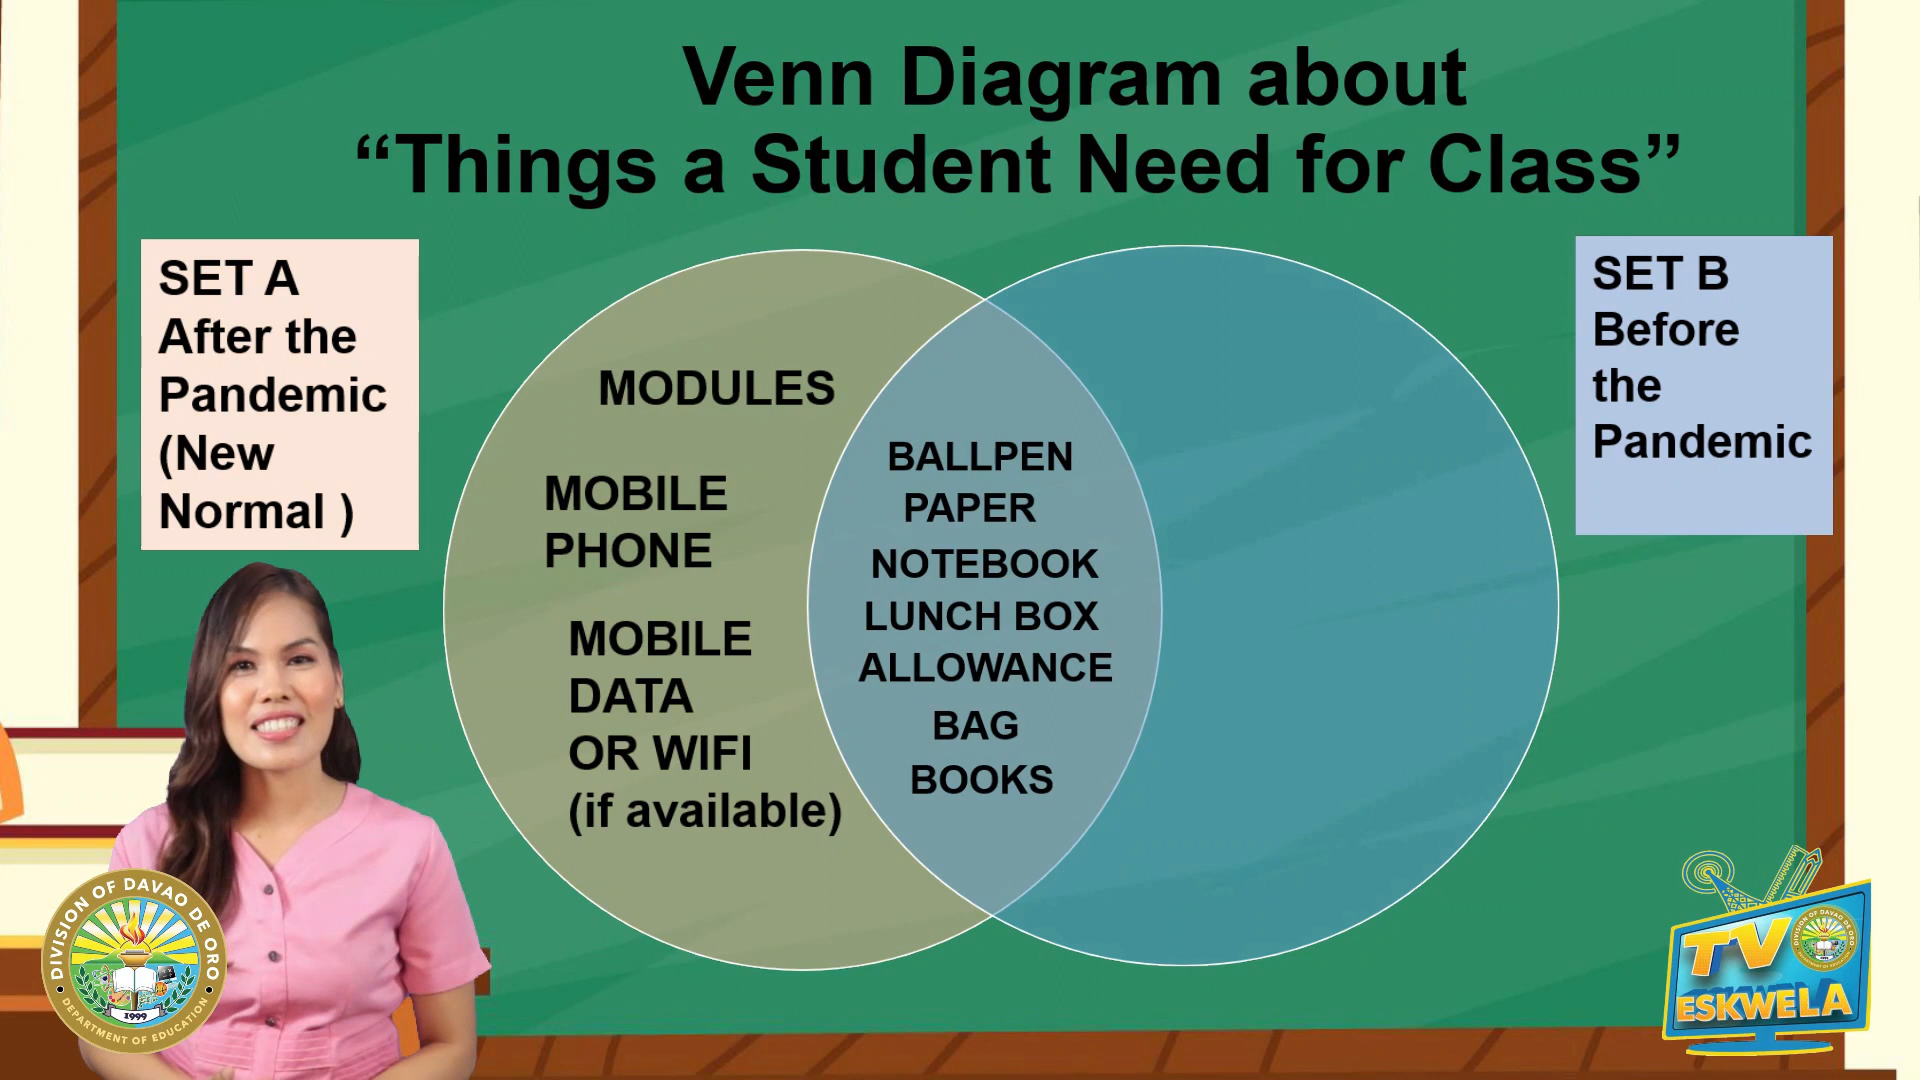 Venn Diagram about
“Things a Student Need for Class”
SET A
After the
Pandemic
(New
Normal )
SET B
Before
the
Pandemic
MODULES
MOBILE
PHONE
MOBILE
DATA
OR WIFI
(if available)
BALLPEN
PAPER
NOTEBOOK
LUNCH BOX
ALLOWANCE
BAG
BOOKS
DIVISION OF DAVAO DE ORO
1999
DEPARTMENT OF EDUCATION
TV
ESKWELA